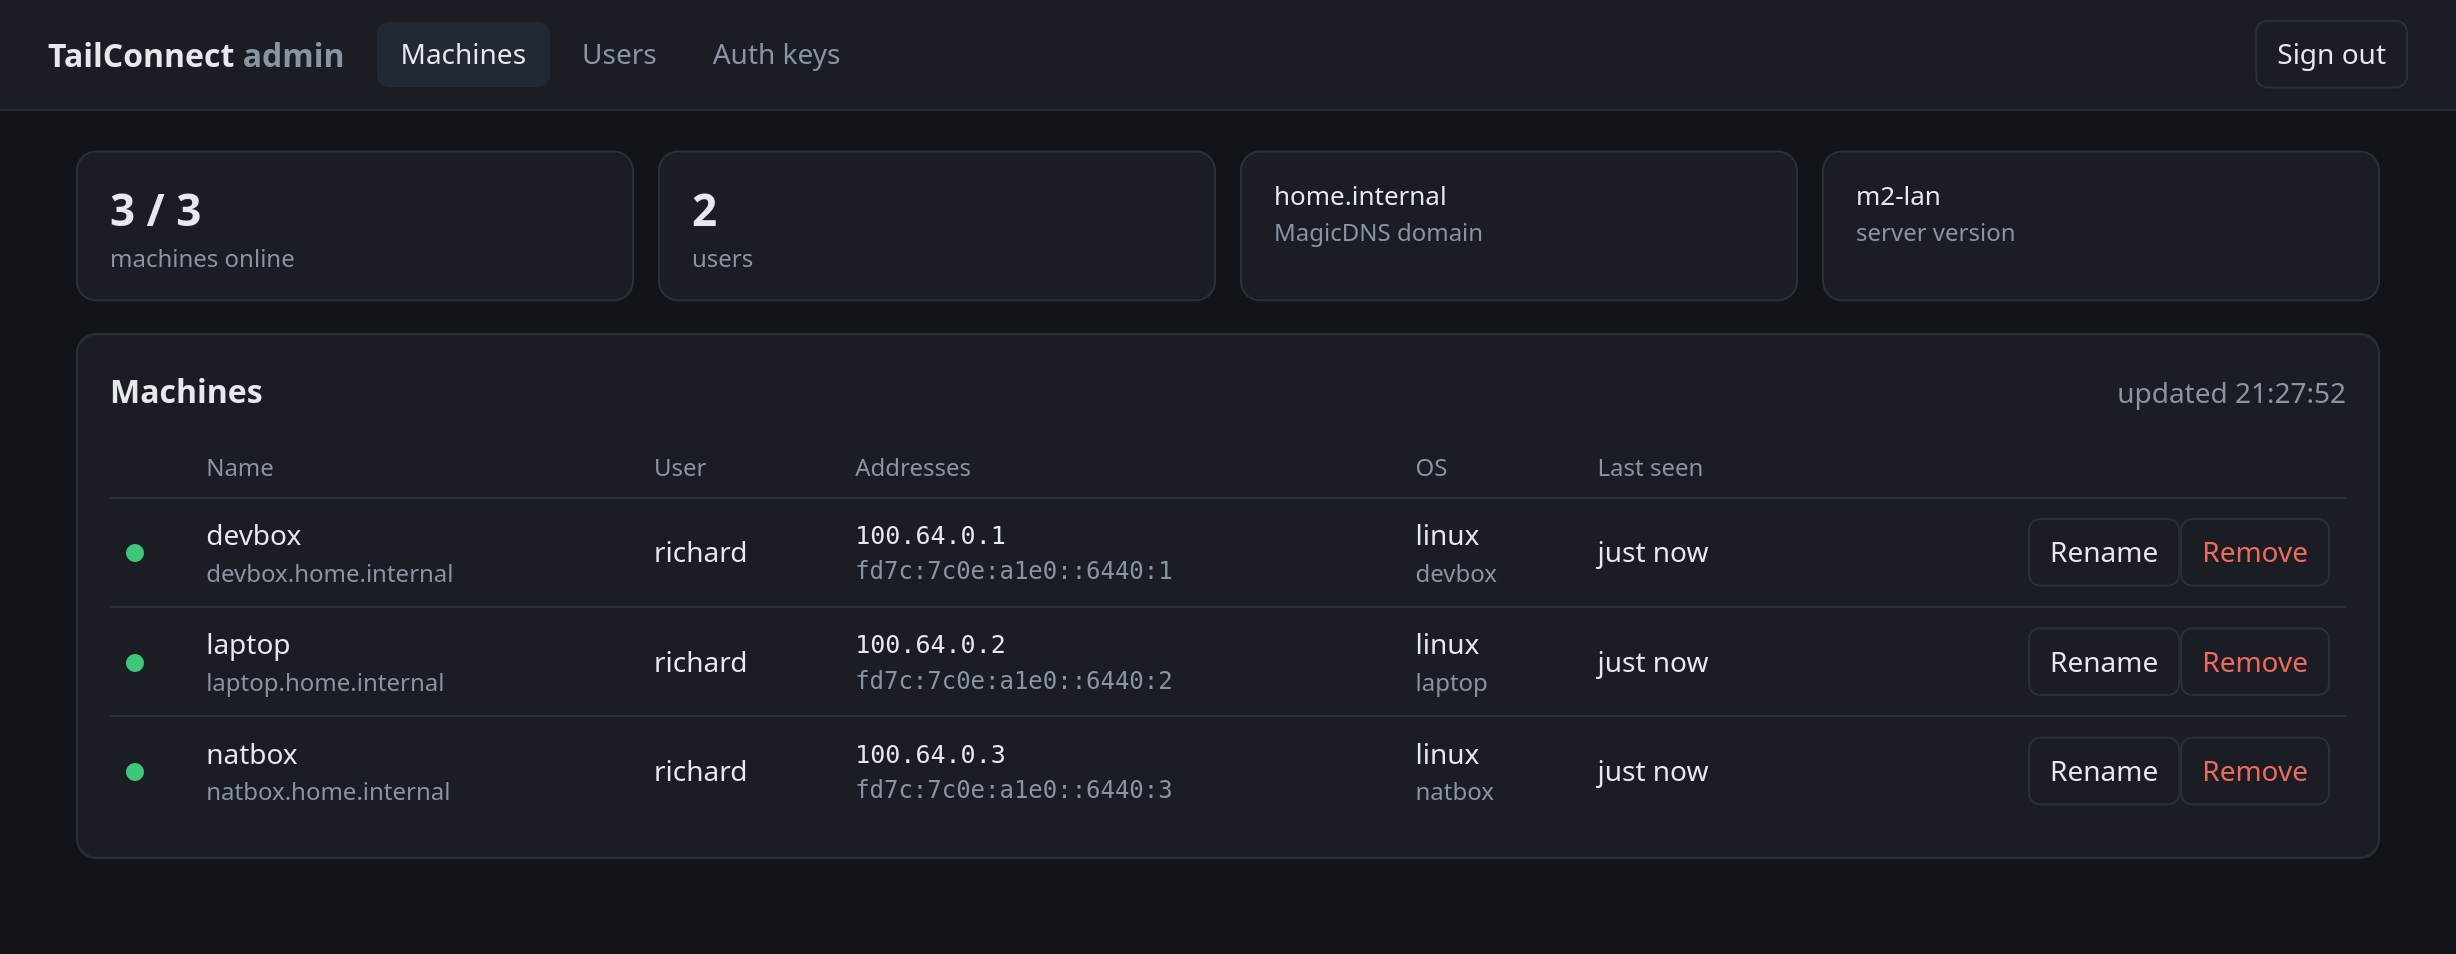 TailConnect admin Machines Users Auth keys Sign out
3 / 3
machines online
2
users
home.internal
MagicDNS domain
m2-lan
server version
Machines updated 21:27:52
Name User Addresses OS Last seen
devbox richard 100.64.0.1 linux just now Rename Remove
devbox.home.internal fd7c:7c0e:a1e0::6440:1 devbox
laptop richard 100.64.0.2 linux just now Rename Remove
laptop.home.internal fd7c:7c0e:a1e0::6440:2 laptop
natbox richard 100.64.0.3 linux just now Rename Remove
natbox.home.internal fd7c:7c0e:a1e0::6440:3 natbox